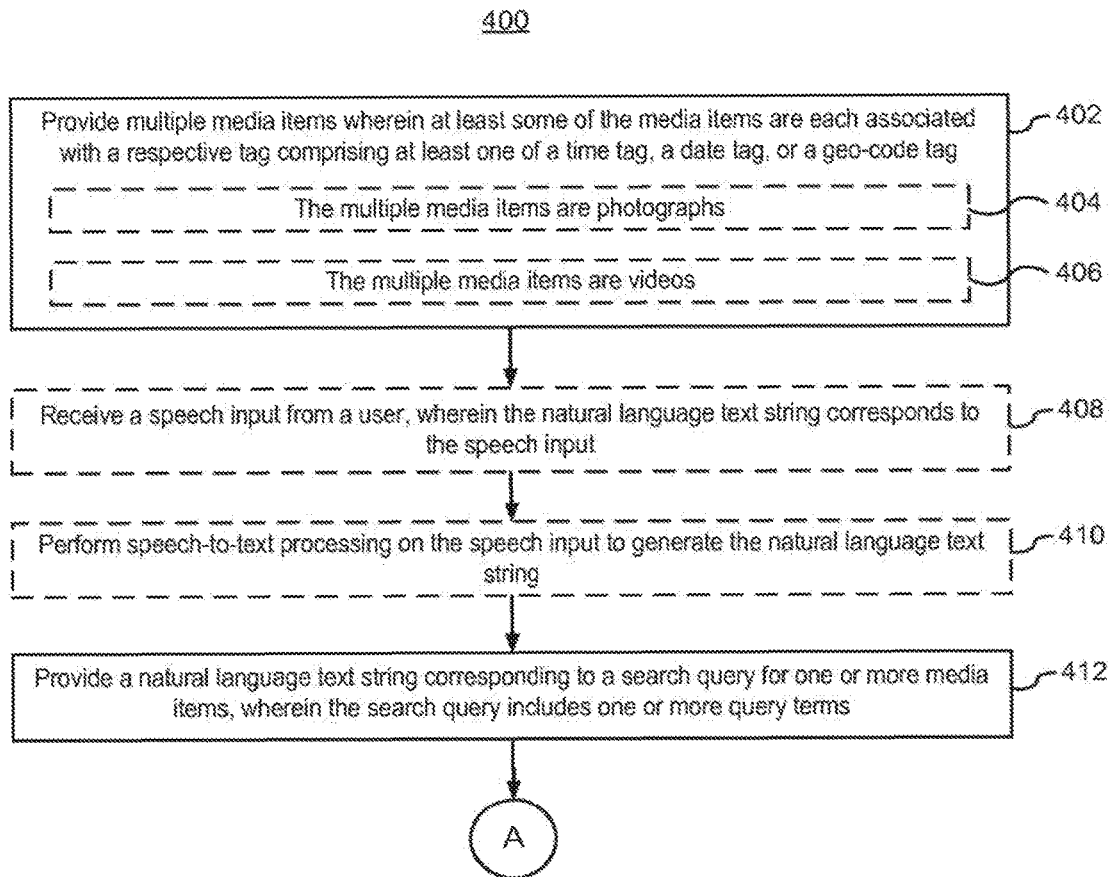 400
Provide multiple media items wherein at least some of the media items are each associated
with a respective tag comprising at least one of a time tag, a date tag, or a geo-code tag
402
The multiple media items are photographs
404
The multiple media items are videos
406
Receive a speech input from a user, wherein the natural language text string corresponds to
the speech input
408
Perform speech-to-text processing on the speech input to generate the natural language text
string
410
Provide a natural language text string corresponding to a search query for one or more media
items, wherein the search query includes one or more query terms
412
A